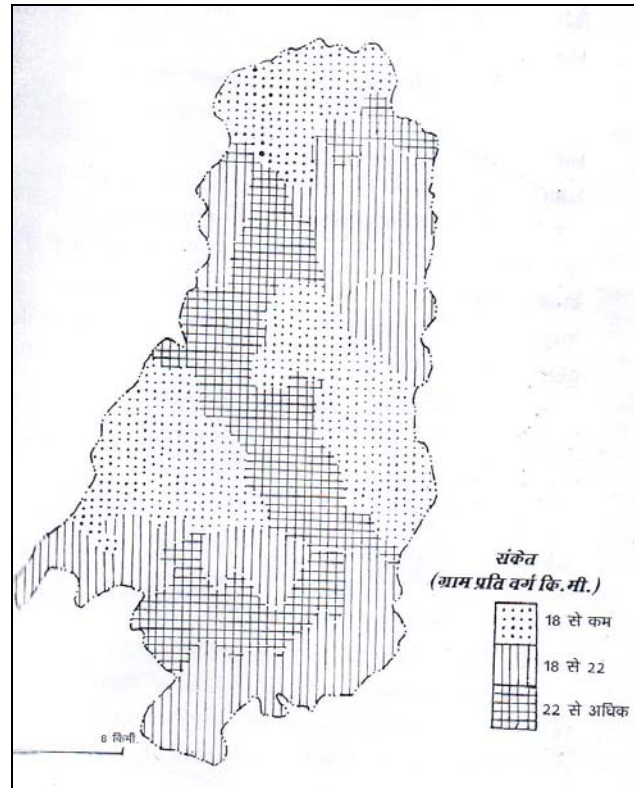 संकेत
(ग्राम प्रति वर्ग कि.मी.)
18 से कम
18 से 22
22 से अधिक
8 किमी.